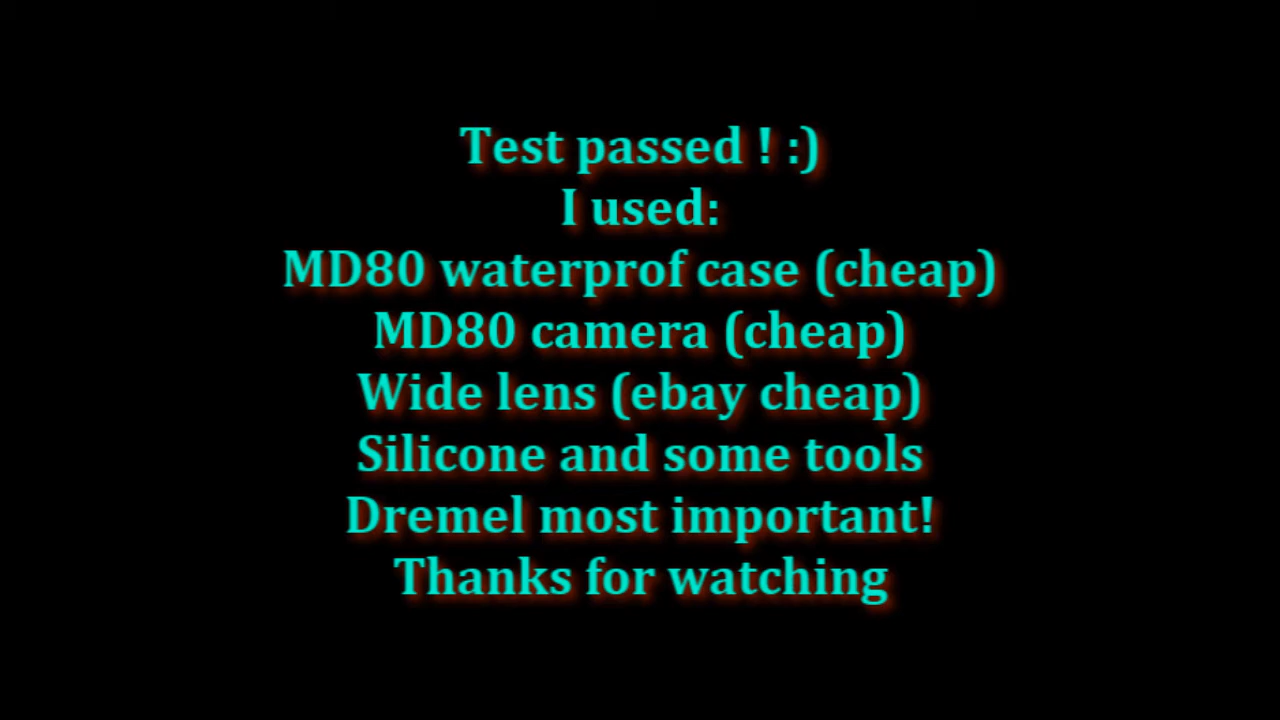 Test passed ! :)
I used:
MD80 waterprof case (cheap)
MD80 camera (cheap)
Wide lens (ebay cheap)
Silicone and some tools
Dremel most important!
Thanks for watching